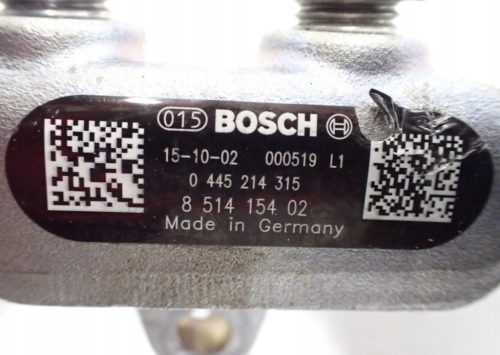 015 BOSCH
15-10-02 000519 L1
0 445 214 315
8 514 154 02
Made in Germany